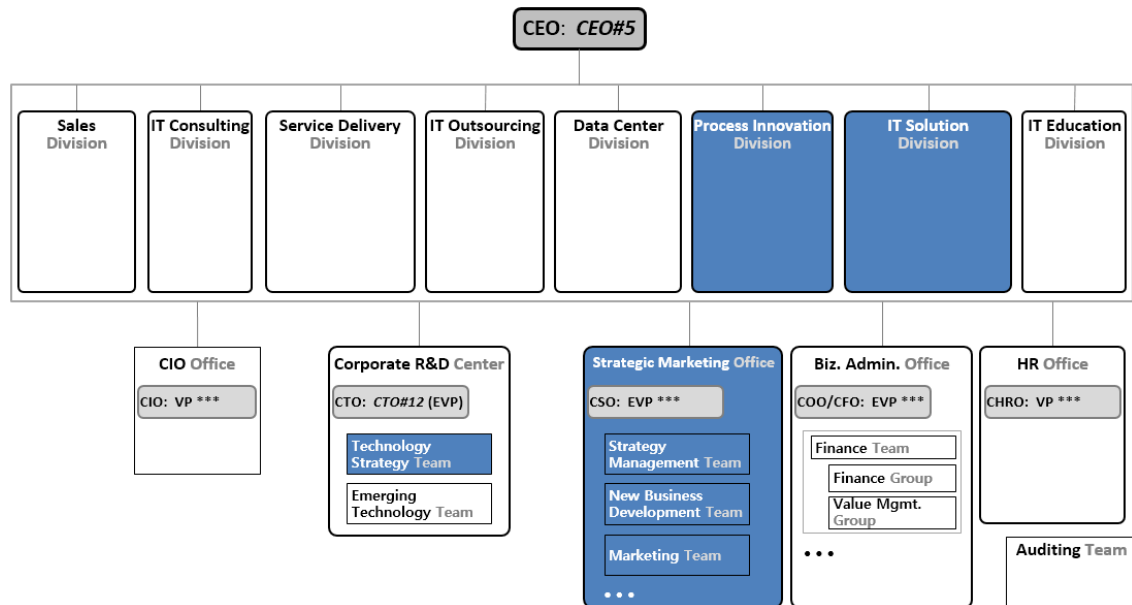 CEO: CEO#5
Sales
Division
IT Consulting
Division
Service Delivery
Division
IT Outsourcing
Division
Data Center
Division
Process Innovation
Division
IT Solution
Division
IT Education
Division
CIO Office
CIO: VP ***
Corporate R&D Center
CTO: CTO#12 (EVP)
Technology
Strategy Team
Emerging
Technology Team
Strategic Marketing Office
CSO: EVP ***
Strategy
Management Team
New Business
Development Team
Marketing Team
• • •
Biz. Admin. Office
COO/CFO: EVP ***
Finance Team
Finance Group
Value Mgmt.
Group
• • •
HR Office
CHRO: VP ***
Auditing Team